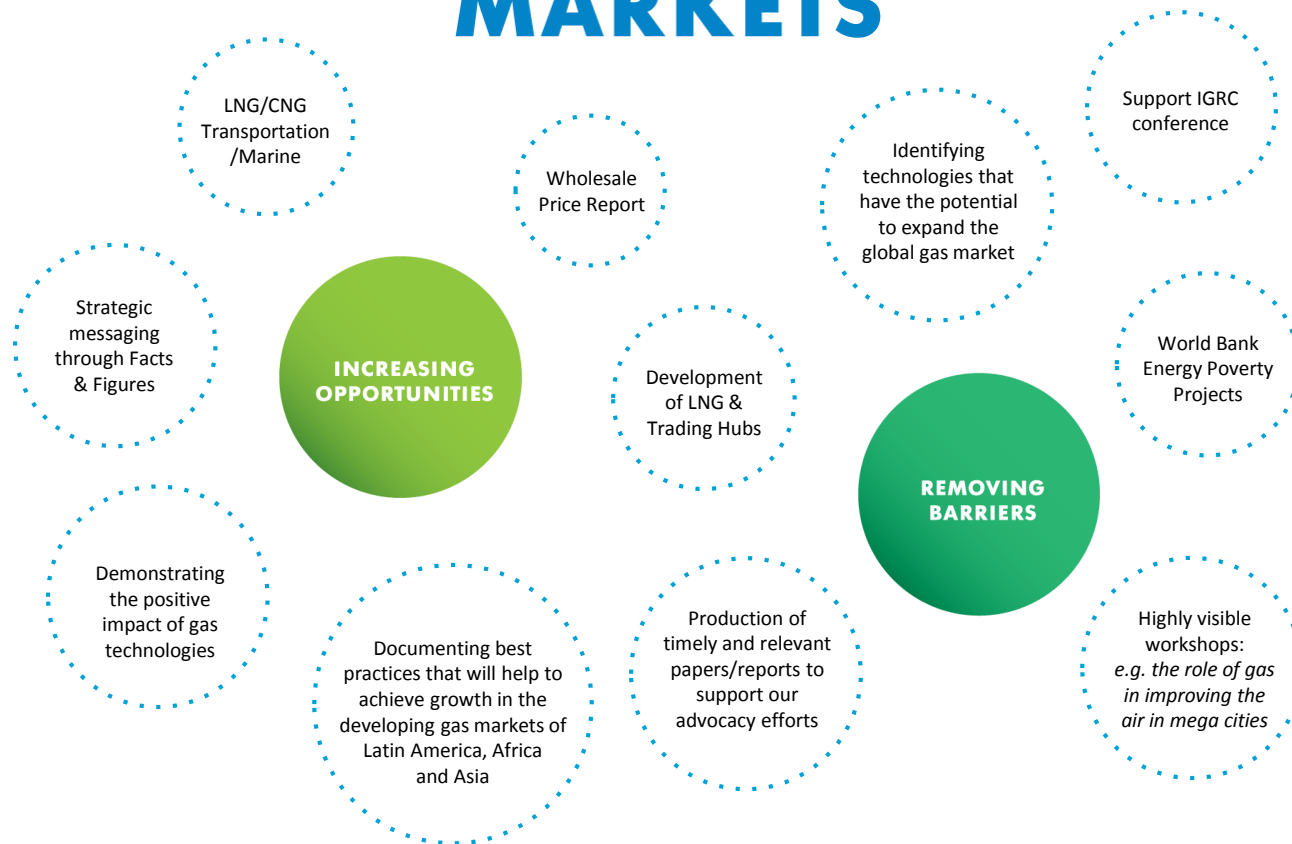 MARKETS
LNG/CNG
Transportation
/Marine
Wholesale
Price Report
Identifying
technologies that
have the potential
to expand the
global gas market
Support IGRC
conference
Strategic
messaging
through Facts
& Figures
INCREASING
OPPORTUNITIES
Development
of LNG &
Trading Hubs
World Bank
Energy Poverty
Projects
REMOVING
BARRIERS
Demonstrating
the positive
impact of gas
technologies
Documenting best
practices that will help to
achieve growth in the
developing gas markets of
Latin America, Africa
and Asia
Production of
timely and relevant
papers/reports to
support our
advocacy efforts
Highly visible
workshops:
e.g. the role of gas
in improving the
air in mega cities